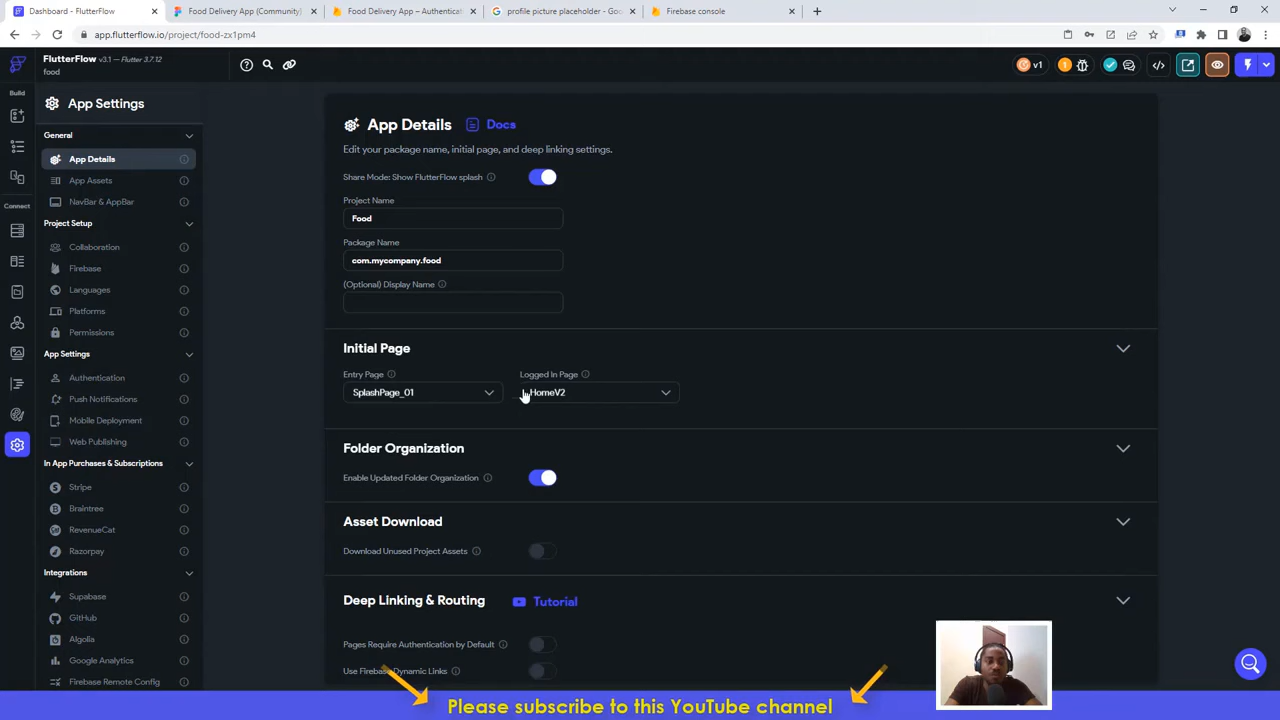 Dashboard - FlutterFlow
Food Delivery App (Community)
Food Delivery App – Authenticat
profile picture placeholder - Goo
Firebase console
app.flutterflow.io/project/food-zx1pm4
FlutterFlow v3.1 — Flutter 3.7.12
food
v1
1
Build
Connect
App Settings
General
App Details
App Assets
NavBar & AppBar
Project Setup
Collaboration
Firebase
Languages
Platforms
Permissions
App Settings
Authentication
Push Notifications
Mobile Deployment
Web Publishing
In App Purchases & Subscriptions
Stripe
Braintree
RevenueCat
Razorpay
Integrations
Supabase
GitHub
Algolia
Google Analytics
Firebase Remote Config
App Details Docs
Edit your package name, initial page, and deep linking settings.
Share Mode: Show FlutterFlow splash
Project Name
Food
Package Name
com.mycompany.food
(Optional) Display Name
Initial Page
Entry Page Logged In Page
SplashPage_01 HomeV2
Folder Organization
Enable Updated Folder Organization
Asset Download
Download Unused Project Assets
Deep Linking & Routing Tutorial
Pages Require Authentication by Default
Use Firebase Dynamic Links
Please subscribe to this YouTube channel